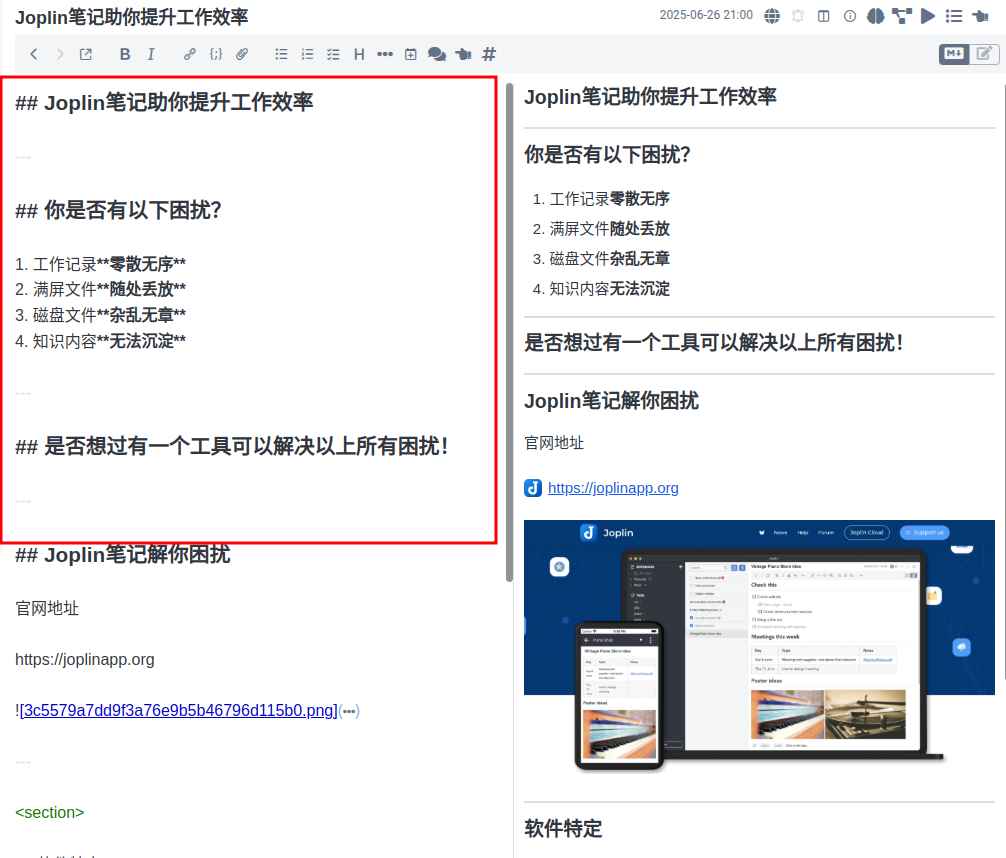 Joplin笔记助你提升工作效率
2025-06-26 21:00
B I H
M
## Joplin笔记助你提升工作效率
---
## 你是否有以下困扰?
1. 工作记录**零散无序**
2. 满屏文件**随处丢放**
3. 磁盘文件**杂乱无章**
4. 知识内容**无法沉淀**
---
## 是否想过有一个工具可以解决以上所有困扰!
---
## Joplin笔记解你困扰
官网地址
https://joplinapp.org
![3c5579a7dd9f3a76e9b5b46796d115b0.png](•••)
---
<section>
Joplin笔记助你提升工作效率
你是否有以下困扰?
1. 工作记录零散无序
2. 满屏文件随处丢放
3. 磁盘文件杂乱无章
4. 知识内容无法沉淀
是否想过有一个工具可以解决以上所有困扰!
Joplin笔记解你困扰
官网地址
https://joplinapp.org
Joplin
News Help Forum Joplin Cloud Support us
Vintage Piano Store Idea
Check this
Meetings this week
Poster ideas
软件特定